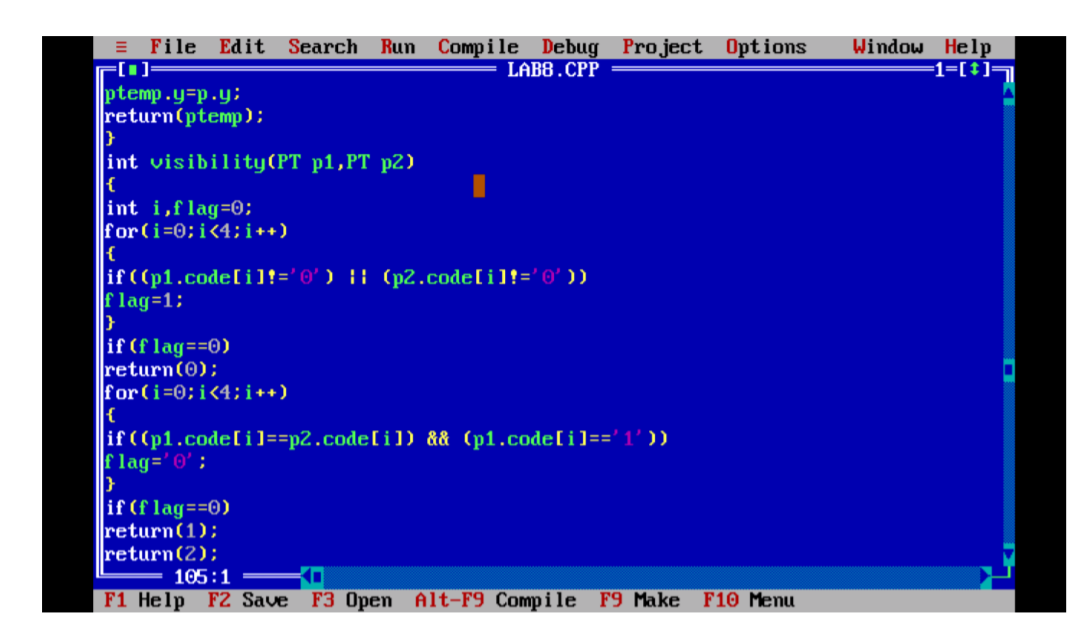 ≡ File Edit Search Run Compile Debug Project Options Window Help
[■] LAB8.CPP 1=[↕]
ptemp.y=p.y;
return(ptemp);
}
int visibility(PT p1,PT p2)
{
int i,flag=0;
for(i=0;i<4;i++)
{
if((p1.code[i]!='0') || (p2.code[i]!='0'))
flag=1;
}
if(flag==0)
return(0);
for(i=0;i<4;i++)
{
if((p1.code[i]==p2.code[i]) && (p1.code[i]=='1'))
flag='0';
}
if(flag==0)
return(1);
return(2);
105:1
F1 Help F2 Save F3 Open Alt-F9 Compile F9 Make F10 Menu